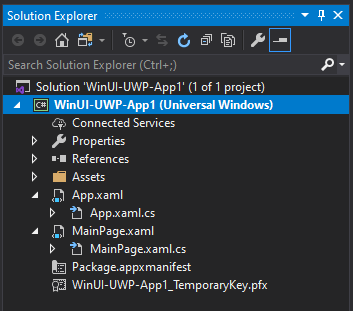 Solution Explorer
Search Solution Explorer (Ctrl+;)
Solution 'WinUI-UWP-App1' (1 of 1 project)
C# WinUI-UWP-App1 (Universal Windows)
Connected Services
Properties
References
Assets
App.xaml
App.xaml.cs
MainPage.xaml
MainPage.xaml.cs
Package.appxmanifest
WinUI-UWP-App1_TemporaryKey.pfx